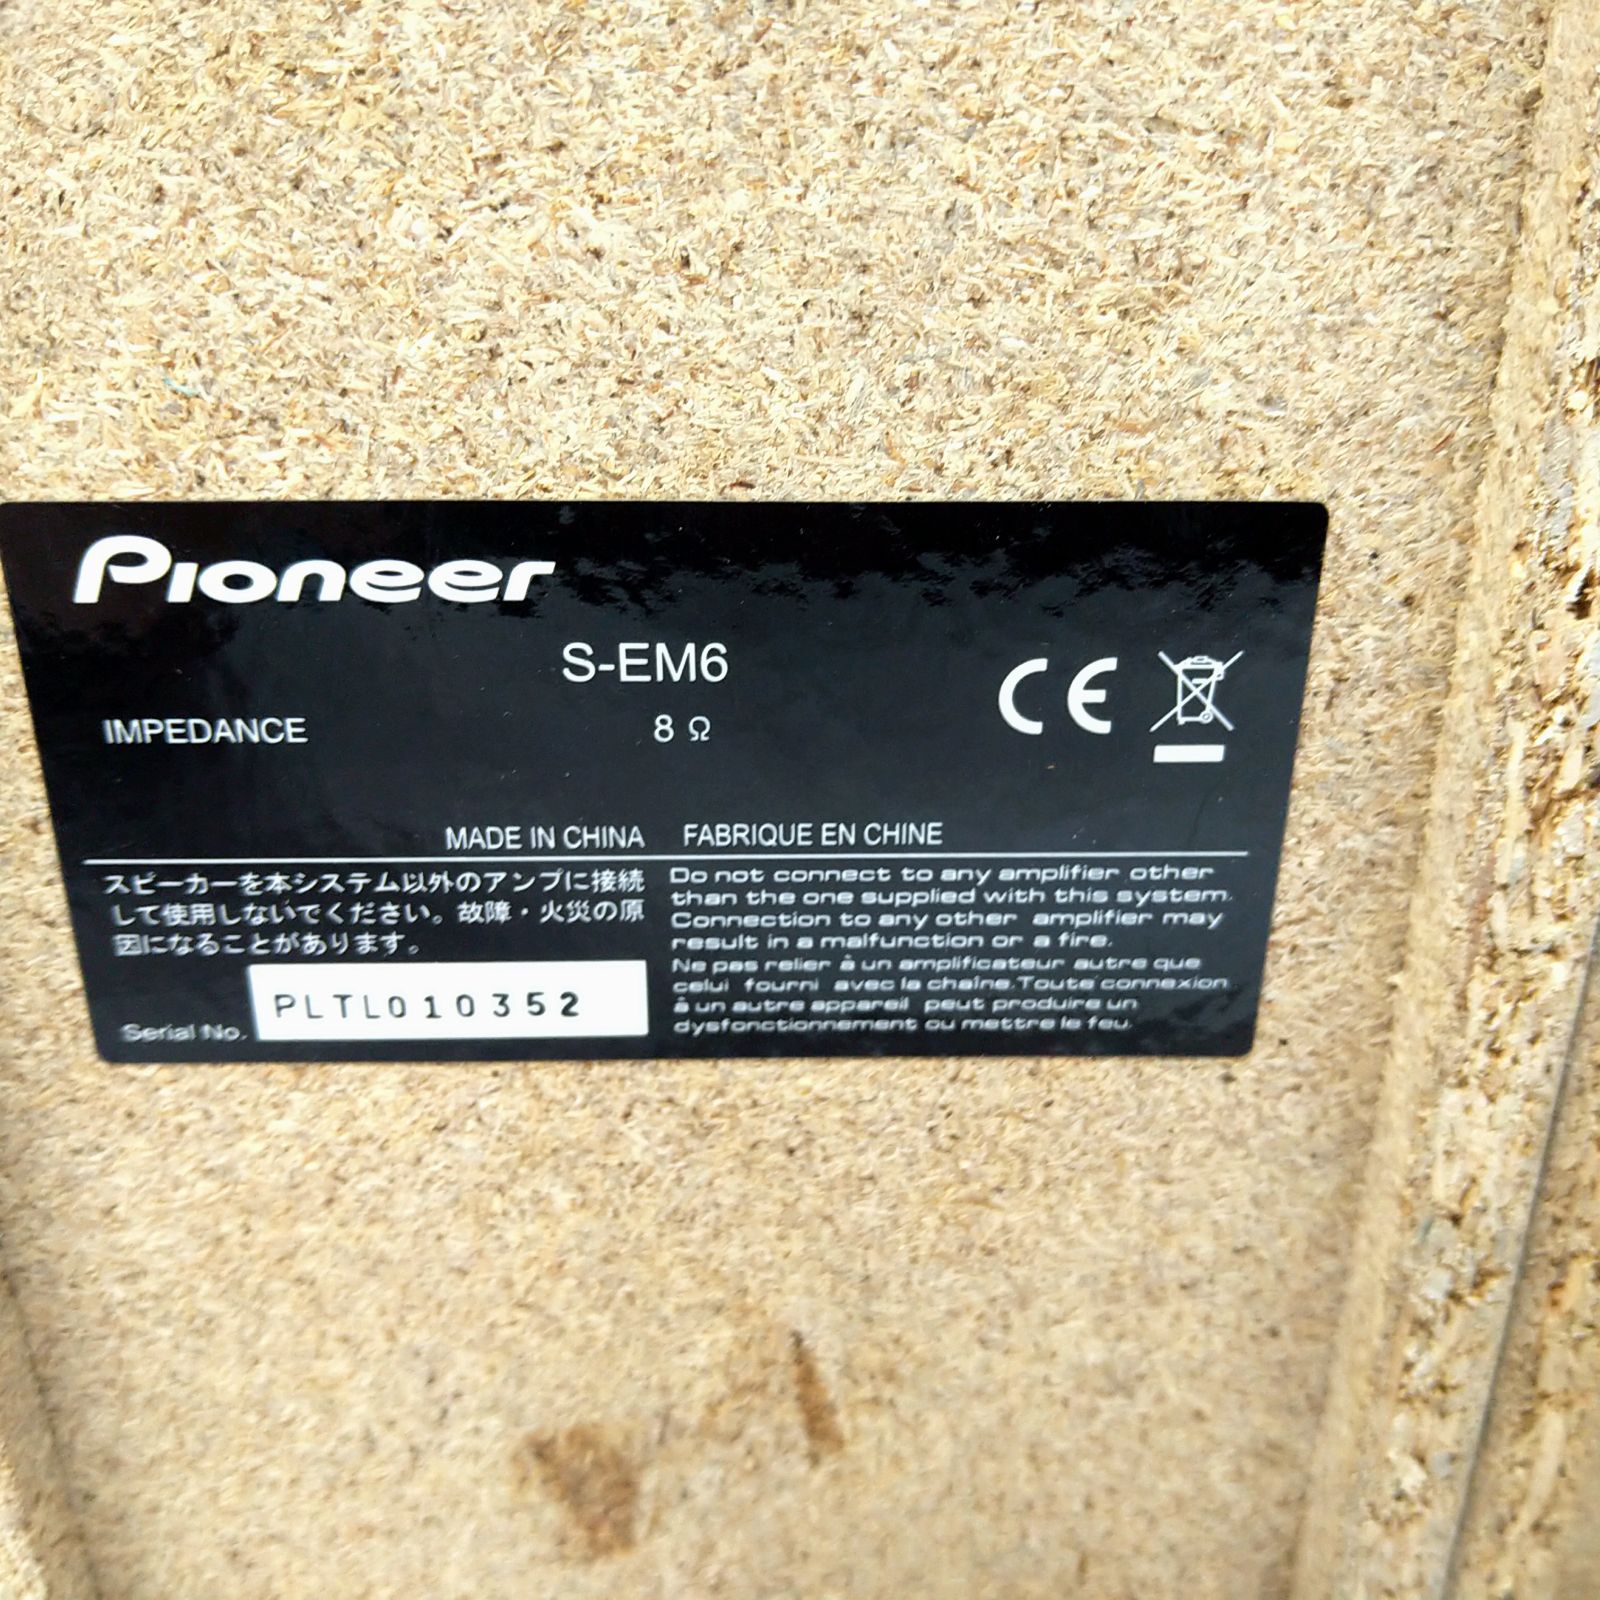 Pioneer
S-EM6
IMPEDANCE 8 Ω
CE
MADE IN CHINA FABRIQUE EN CHINE
スピーカーを本システム以外のアンプに接続
して使用しないでください。故障・火災の原
因になることがあります。
Serial No. PLTL010352
Do not connect to any amplifier other
than the one supplied with this system.
Connection to any other amplifier may
result in a malfunction or a fire.
Ne pas relier à un amplificateur autre que
celui fourni avec la chaîne. Toute connexion
à un autre appareil peut produire un
dysfonctionnement ou mettre le feu.